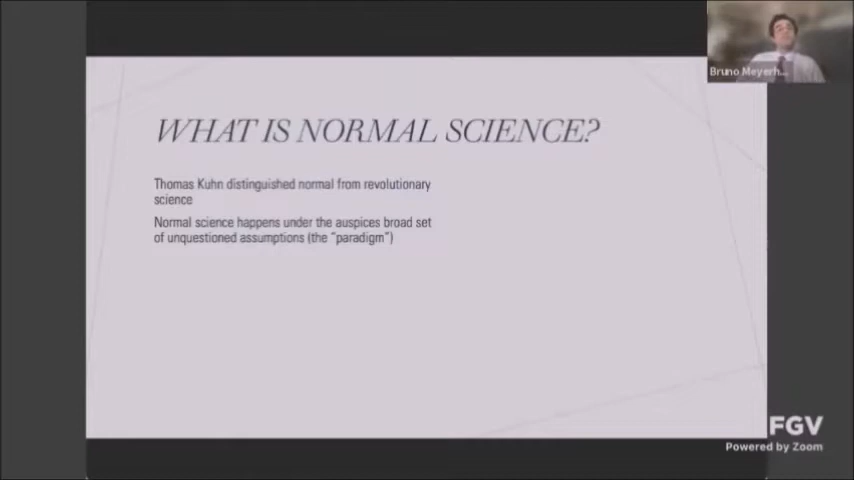 Bruno Meyerh...
WHAT IS NORMAL SCIENCE?
Thomas Kuhn distinguished normal from revolutionary
science
Normal science happens under the auspices broad set
of unquestioned assumptions (the “paradigm”)
FGV
Powered by Zoom